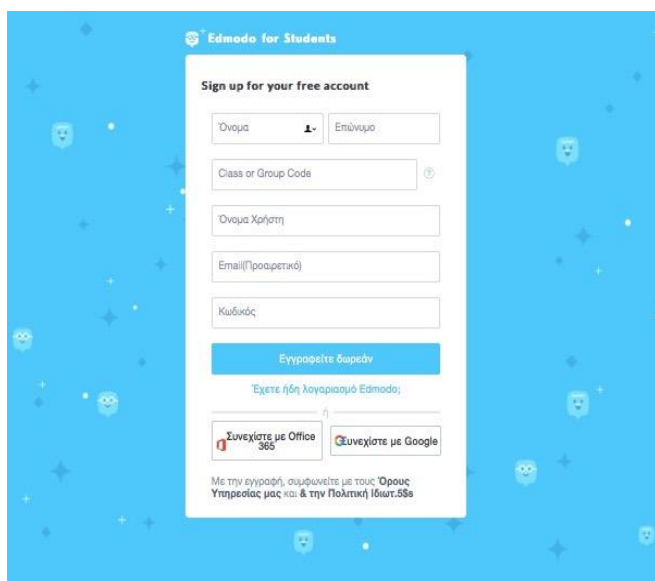 Edmodo for Students
Sign up for your free account
Όνομα Επώνυμο
Class or Group Code ?
Όνομα Χρήστη
Email(Προαιρετικό)
Κωδικός
Εγγραφείτε δωρεάν
Έχετε ήδη λογαριασμό Edmodo;
ή
Συνεχίστε με Office
365
Συνεχίστε με Google
Με την εγγραφή, συμφωνείτε με τους Όρους
Υπηρεσίας μας και & την Πολιτική Ιδιωτ.5$s